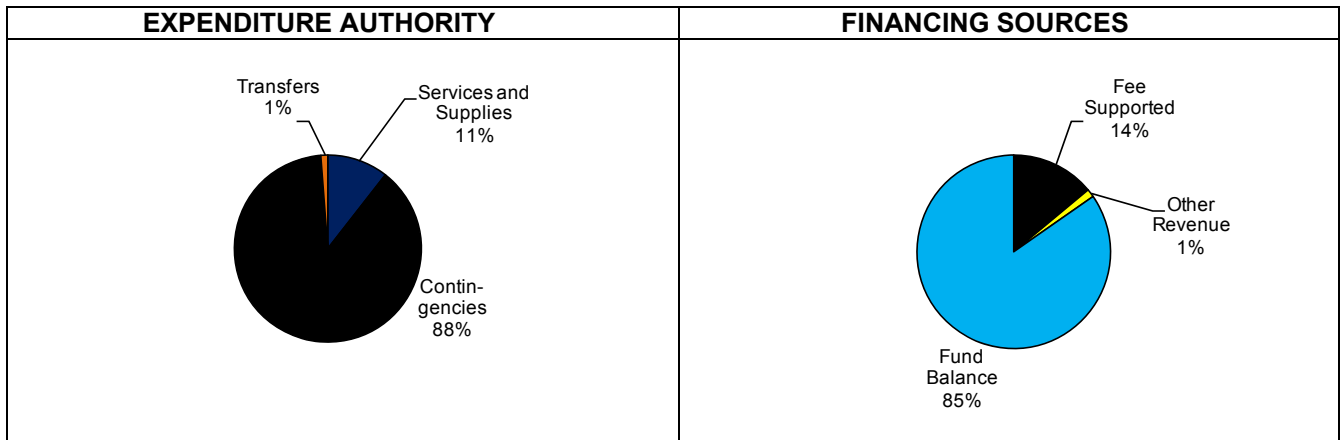 EXPENDITURE AUTHORITY
Transfers
1%
Services and
Supplies
11%
Contin-
gencies
88%
FINANCING SOURCES
Fee
Supported
14%
Other
Revenue
1%
Fund
Balance
85%